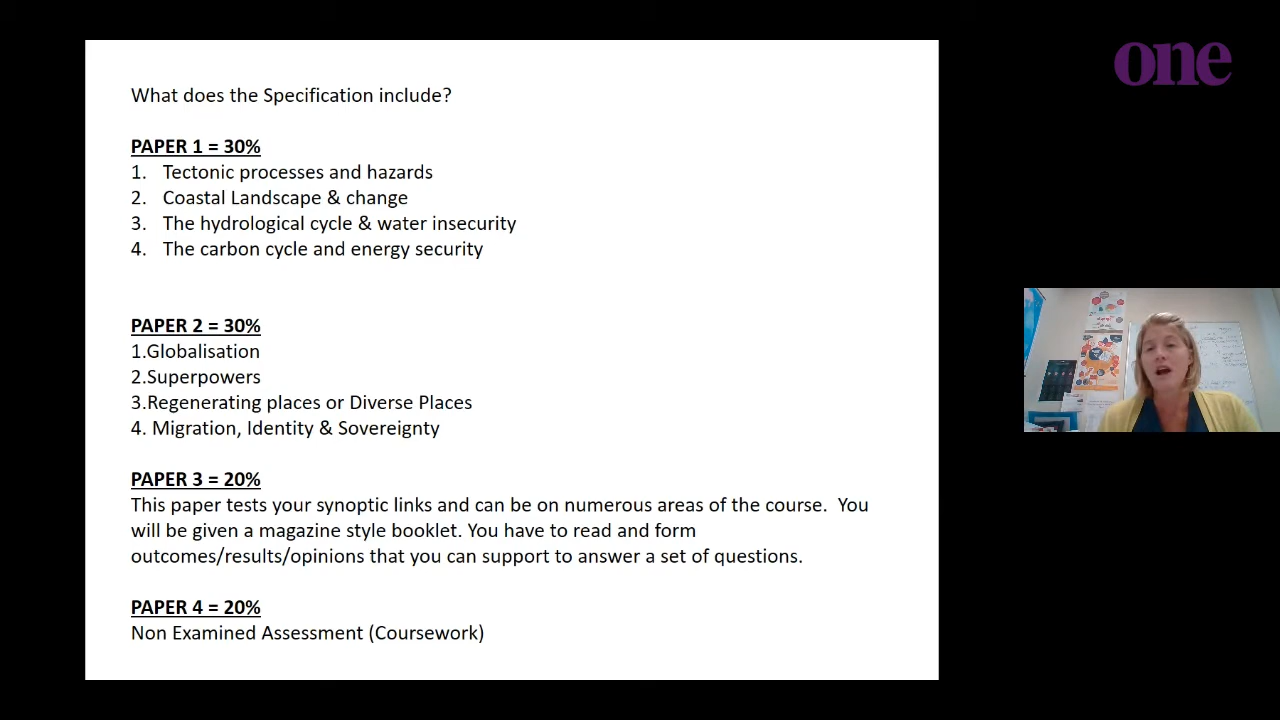 one
What does the Specification include?
PAPER 1 = 30%
1. Tectonic processes and hazards
2. Coastal Landscape & change
3. The hydrological cycle & water insecurity
4. The carbon cycle and energy security
PAPER 2 = 30%
1.Globalisation
2.Superpowers
3.Regenerating places or Diverse Places
4. Migration, Identity & Sovereignty
PAPER 3 = 20%
This paper tests your synoptic links and can be on numerous areas of the course. You
will be given a magazine style booklet. You have to read and form
outcomes/results/opinions that you can support to answer a set of questions.
PAPER 4 = 20%
Non Examined Assessment (Coursework)